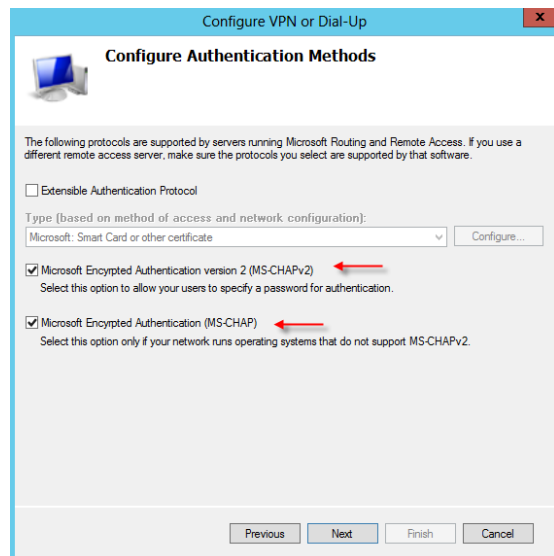 Configure VPN or Dial-Up
x
Configure Authentication Methods
The following protocols are supported by servers running Microsoft Routing and Remote Access. If you use a
different remote access server, make sure the protocols you select are supported by that software.
Extensible Authentication Protocol
Type (based on method of access and network configuration):
Microsoft: Smart Card or other certificate
Configure...
Microsoft Encrypted Authentication version 2 (MS-CHAPv2)
Select this option to allow your users to specify a password for authentication.
Microsoft Encrypted Authentication (MS-CHAP)
Select this option only if your network runs operating systems that do not support MS-CHAPv2.
Previous
Next
Finish
Cancel